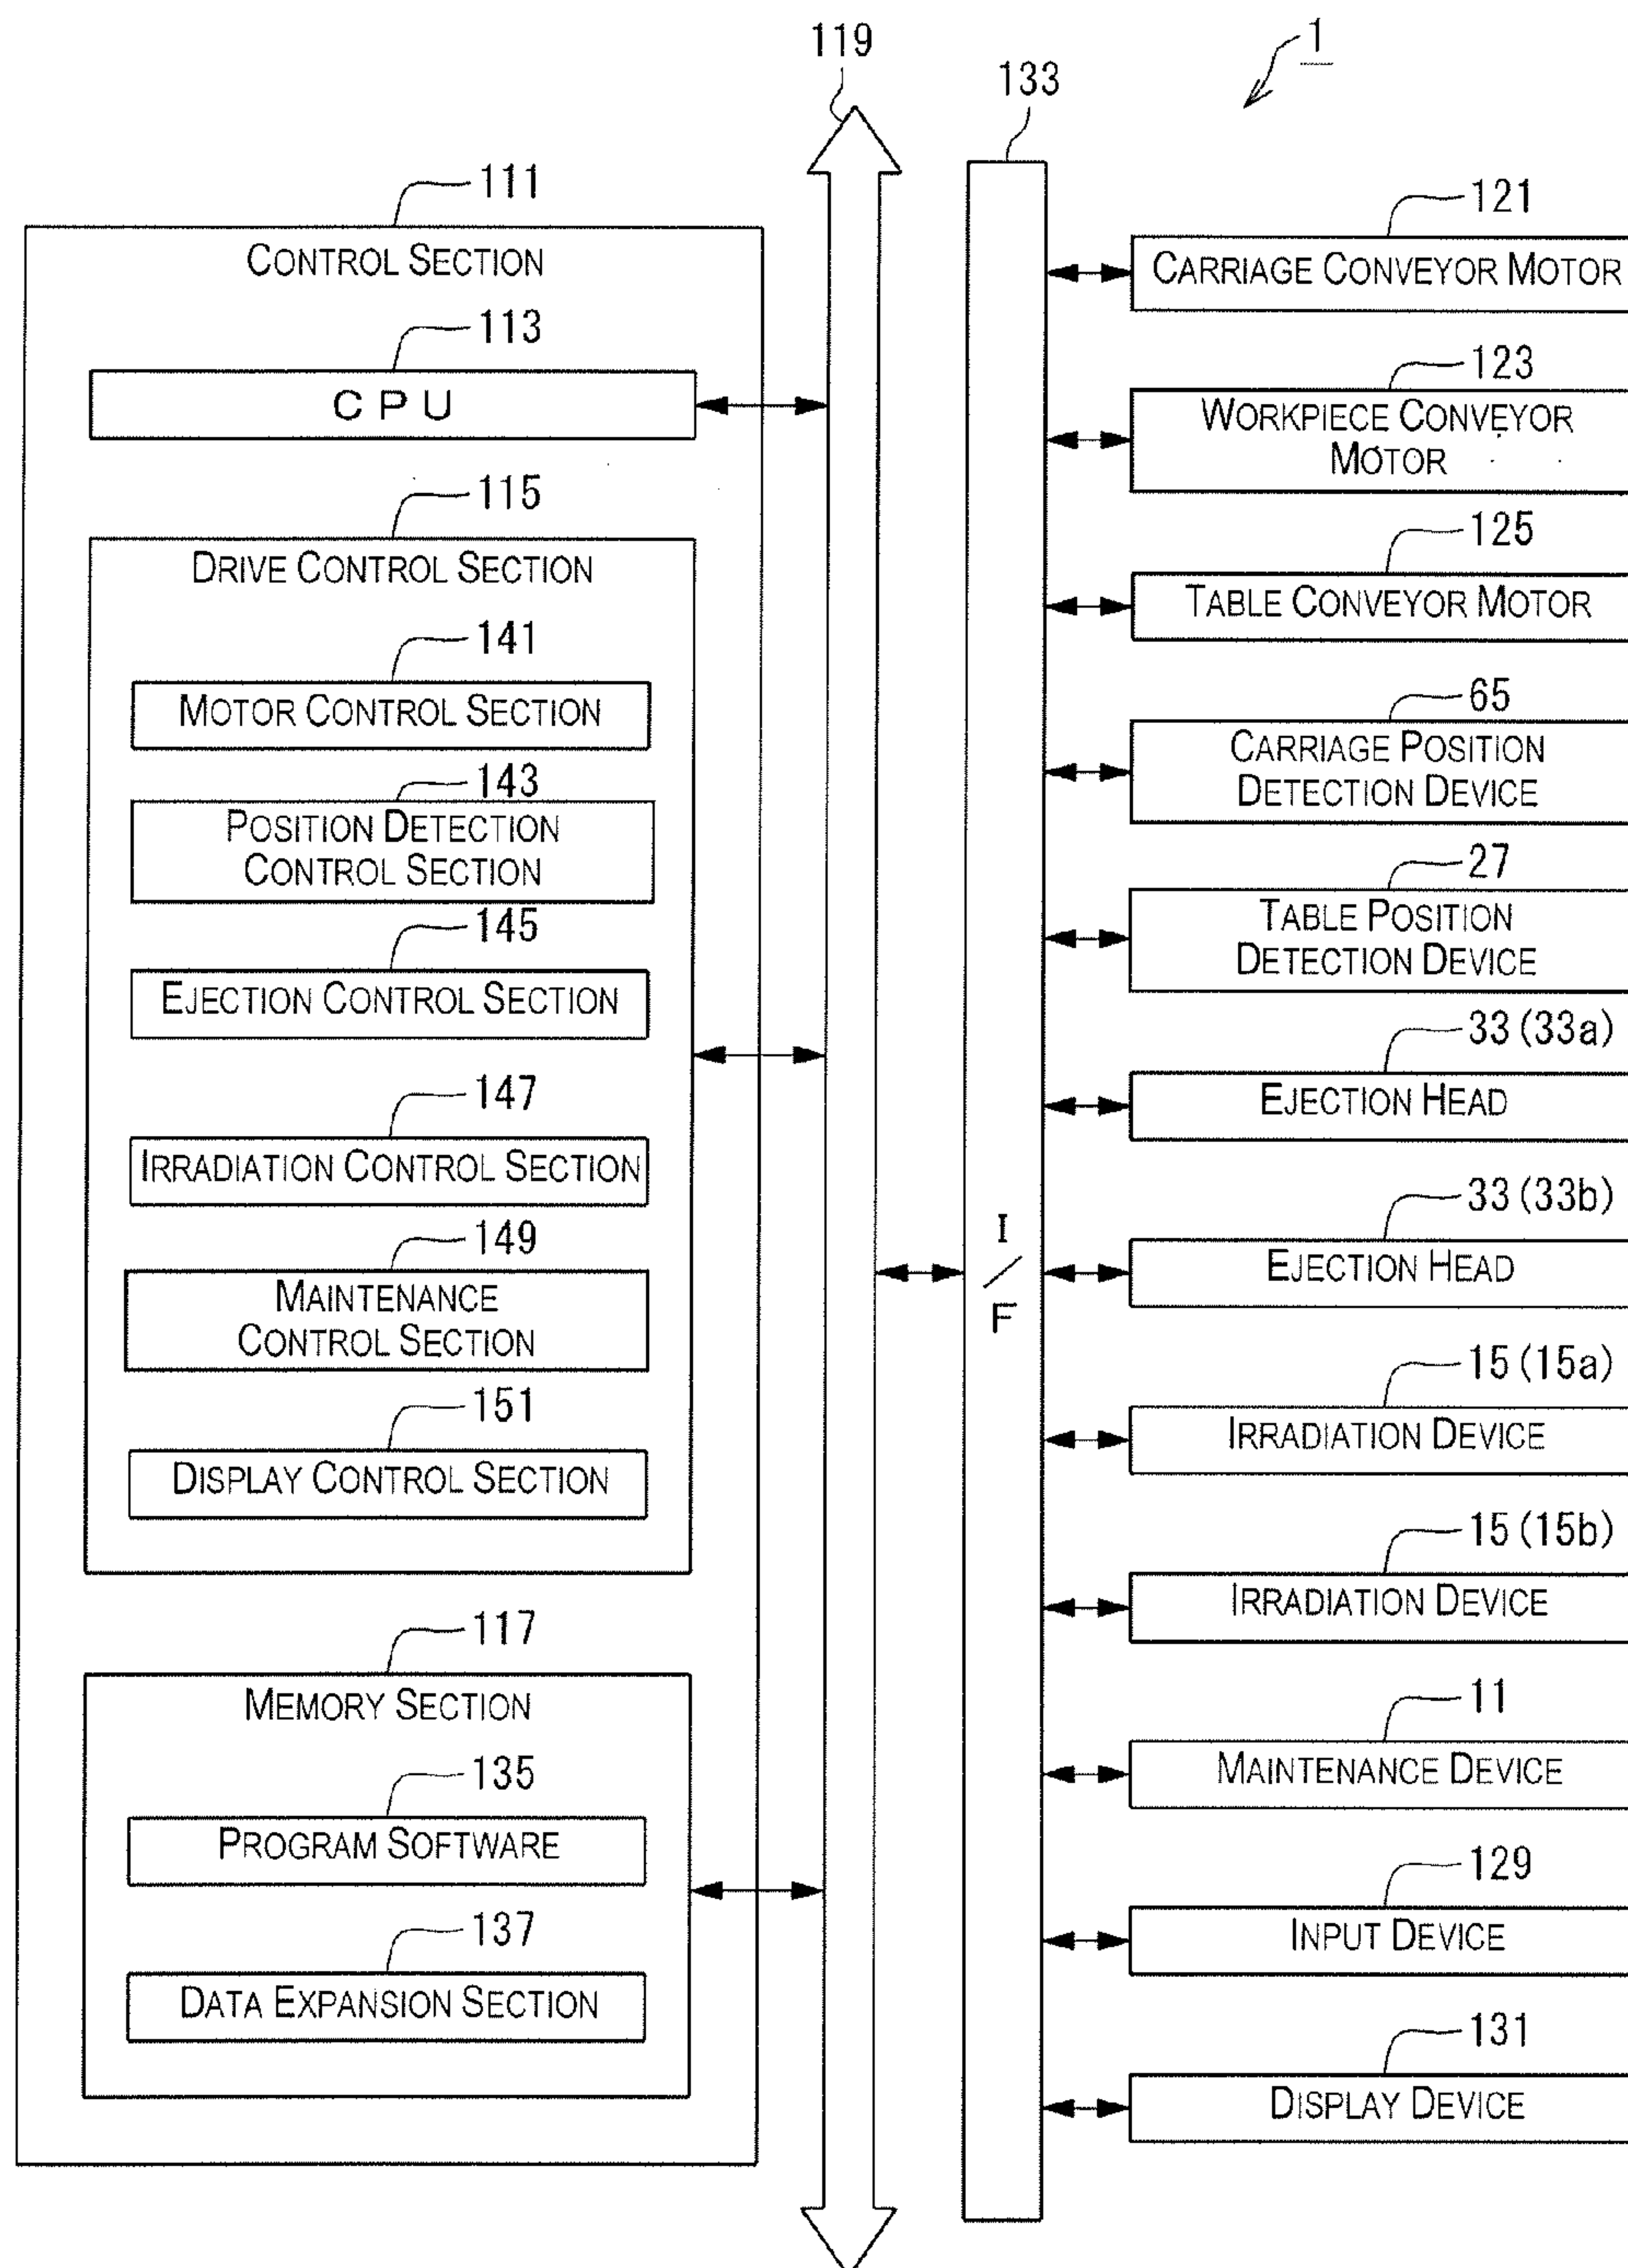 1
119
133
111
CONTROL SECTION
113
CPU
115
DRIVE CONTROL SECTION
141
MOTOR CONTROL SECTION
143
POSITION DETECTION
CONTROL SECTION
145
EJECTION CONTROL SECTION
147
IRRADIATION CONTROL SECTION
149
MAINTENANCE
CONTROL SECTION
151
DISPLAY CONTROL SECTION
117
MEMORY SECTION
135
PROGRAM SOFTWARE
137
DATA EXPANSION SECTION
I/F
121
CARRIAGE CONVEYOR MOTOR
123
WORKPIECE CONVEYOR
MOTOR
125
TABLE CONVEYOR MOTOR
65
CARRIAGE POSITION
DETECTION DEVICE
27
TABLE POSITION
DETECTION DEVICE
33 (33a)
EJECTION HEAD
33 (33b)
EJECTION HEAD
15 (15a)
IRRADIATION DEVICE
15 (15b)
IRRADIATION DEVICE
11
MAINTENANCE DEVICE
129
INPUT DEVICE
131
DISPLAY DEVICE